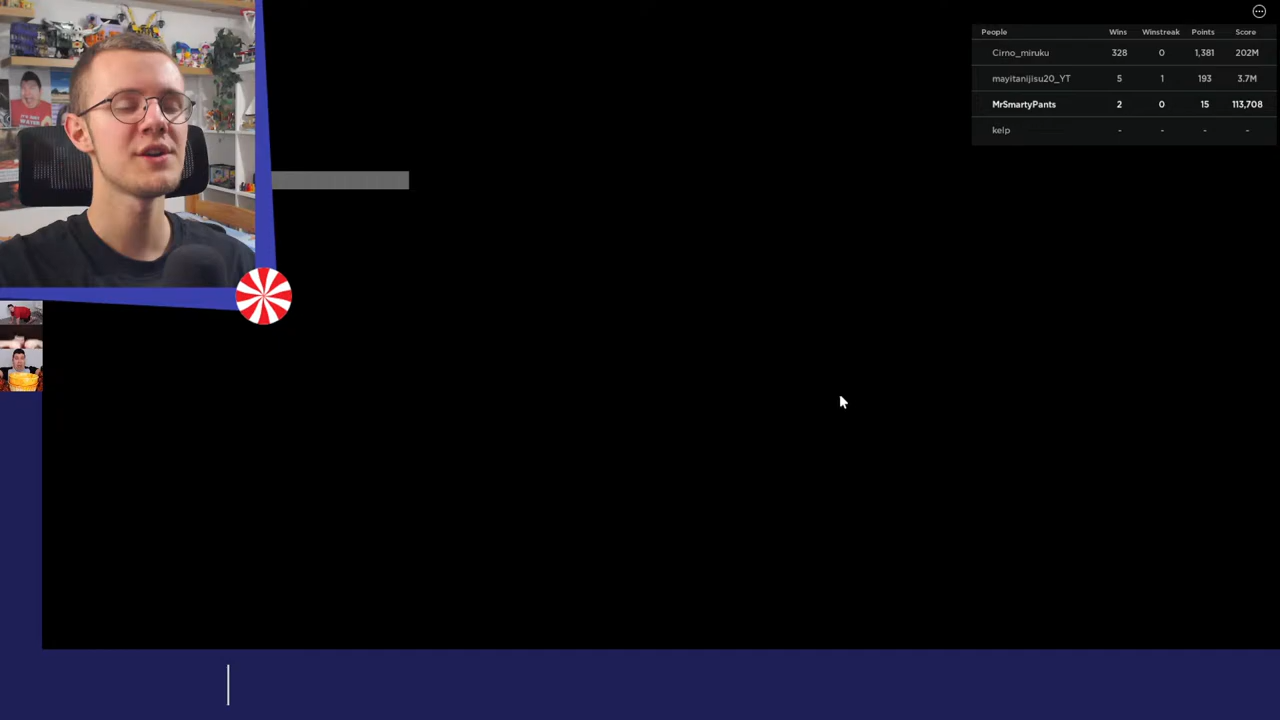 People Wins Winstreak Points Score
Cirno_miruku 328 0 1,381 202M
mayitanijisu20_YT 5 1 193 3.7M
MrSmartyPants 2 0 15 113,708
kelp - - - -